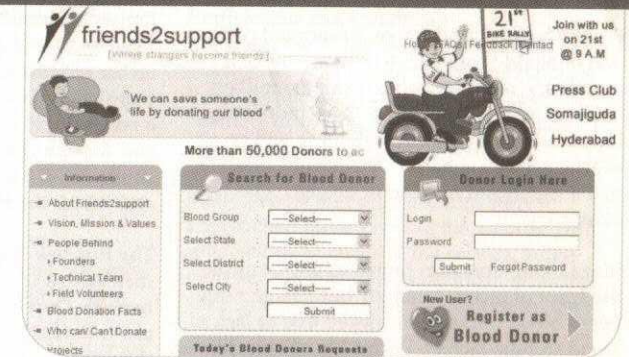 friends2support
[Where strangers become friends]
21st
BIKE RALLY
Home | FAQs | Feedback | Contact
Join with us
on 21st
@ 9 A.M
Press Club
Somajiguda
Hyderabad
"We can save someone's
life by donating our blood"
More than 50,000 Donors to ac
Information
About Friends2support
Vision, Mission & Values
People Behind
Founders
Technical Team
Field Volunteers
Blood Donation Facts
Who can/ Can't Donate
Projects
Search for Blood Donor
Blood Group : -----Select-----
Select State : -----Select-----
Select District : -----Select-----
Select City : -----Select-----
Submit
Today's Blood Donors Requests
Donor Login Here
Login :
Password :
Submit Forgot Password
New User?
Register as
Blood Donor